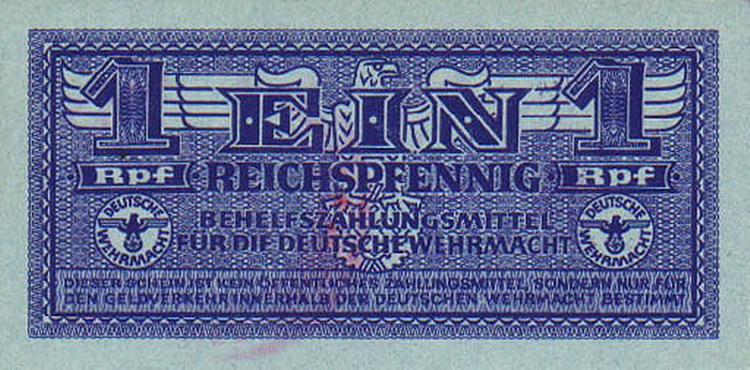 1 EIN 1
Rpf REICHSPFENNIG Rpf
BEHELFSZAHLUNGSMITTEL
FÜR DIE DEUTSCHE WEHRMACHT
DEUTSCHE WEHRMACHT
DEUTSCHE WEHRMACHT
DIESER SCHEIN IST KEIN ÖFFENTLICHES ZAHLUNGSMITTEL, SONDERN NUR FÜR
DEN GELDVERKEHR INNERHALB DER DEUTSCHEN WEHRMACHT BESTIMMT